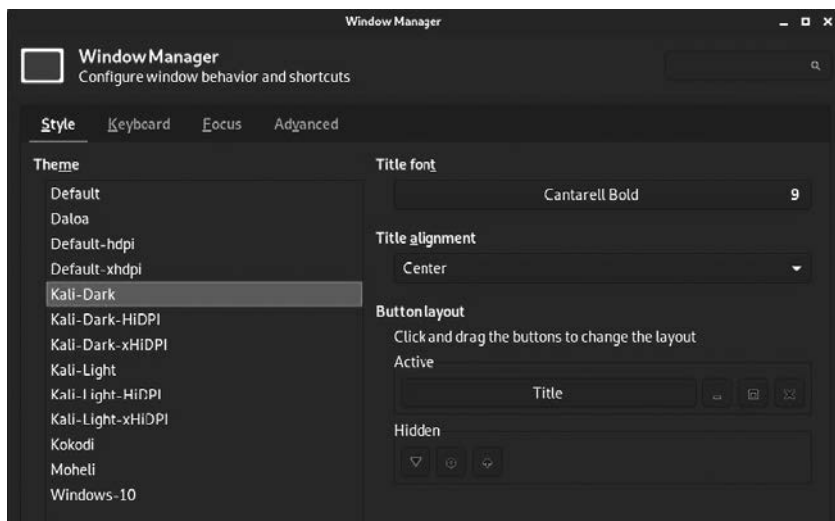 Window Manager
Window Manager
Configure window behavior and shortcuts
Style Keyboard Focus Advanced
Theme
Default
Daloa
Default-hdpi
Default-xhdpi
Kali-Dark
Kali-Dark-HiDPI
Kali-Dark-xHiDPI
Kali-Light
Kali-Light-HiDPI
Kali-Light-xHiDPI
Kokodi
Moheli
Windows-10
Title font
Cantarell Bold 9
Title alignment
Center
Button layout
Click and drag the buttons to change the layout
Active
Title
Hidden